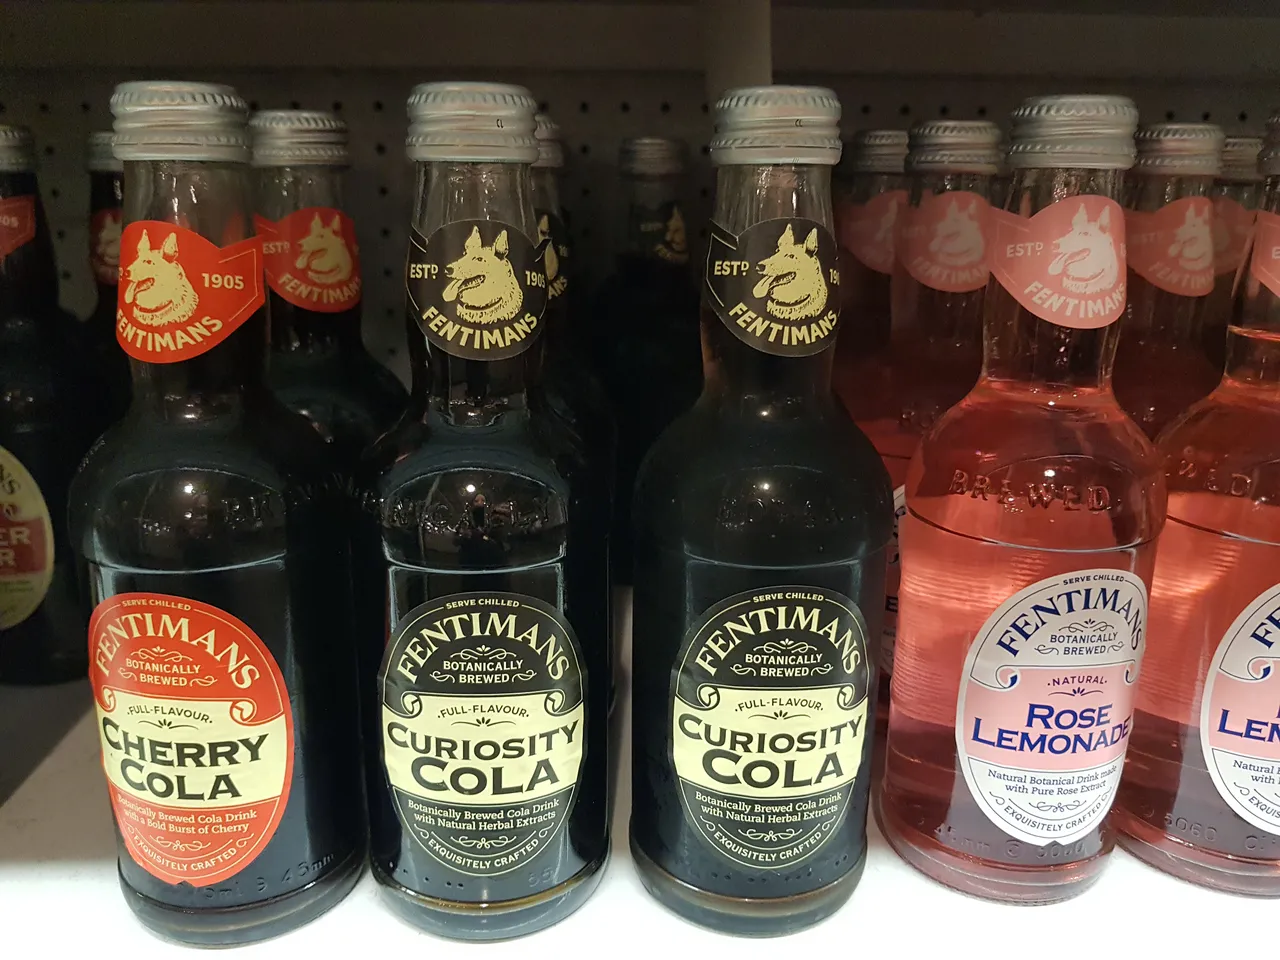 1905
FENTIMANS
FENTIMANS
ESTD 1905
FENTIMANS
ESTD
FENTIMANS
ESTD
FENTIMANS
FENTIMANS
BREWED
SERVE CHILLED
FENTIMANS
BOTANICALLY
BREWED
·FULL-FLAVOUR·
CHERRY
COLA
Botanically Brewed Cola Drink
with a Bold Burst of Cherry
EXQUISITELY CRAFTED
SERVE CHILLED
FENTIMANS
BOTANICALLY
BREWED
·FULL-FLAVOUR·
CURIOSITY
COLA
Botanically Brewed Cola Drink
with Natural Herbal Extracts
EXQUISITELY CRAFTED
SERVE CHILLED
FENTIMANS
BOTANICALLY
BREWED
·FULL-FLAVOUR·
CURIOSITY
COLA
Botanically Brewed Cola Drink
with Natural Herbal Extracts
EXQUISITELY CRAFTED
SERVE CHILLED
FENTIMANS
BOTANICALLY
BREWED
·NATURAL·
ROSE
LEMONADE
Natural Botanical Drink made
with Pure Rose Extract
EXQUISITELY CRAFTED